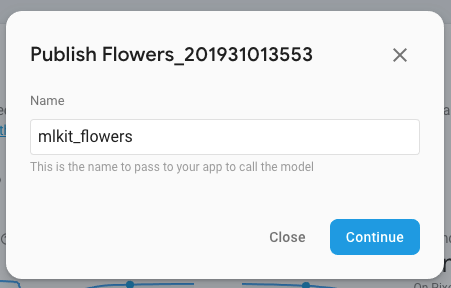 Publish Flowers_201931013553
Name
mlkit_flowers
This is the name to pass to your app to call the model
Close
Continue